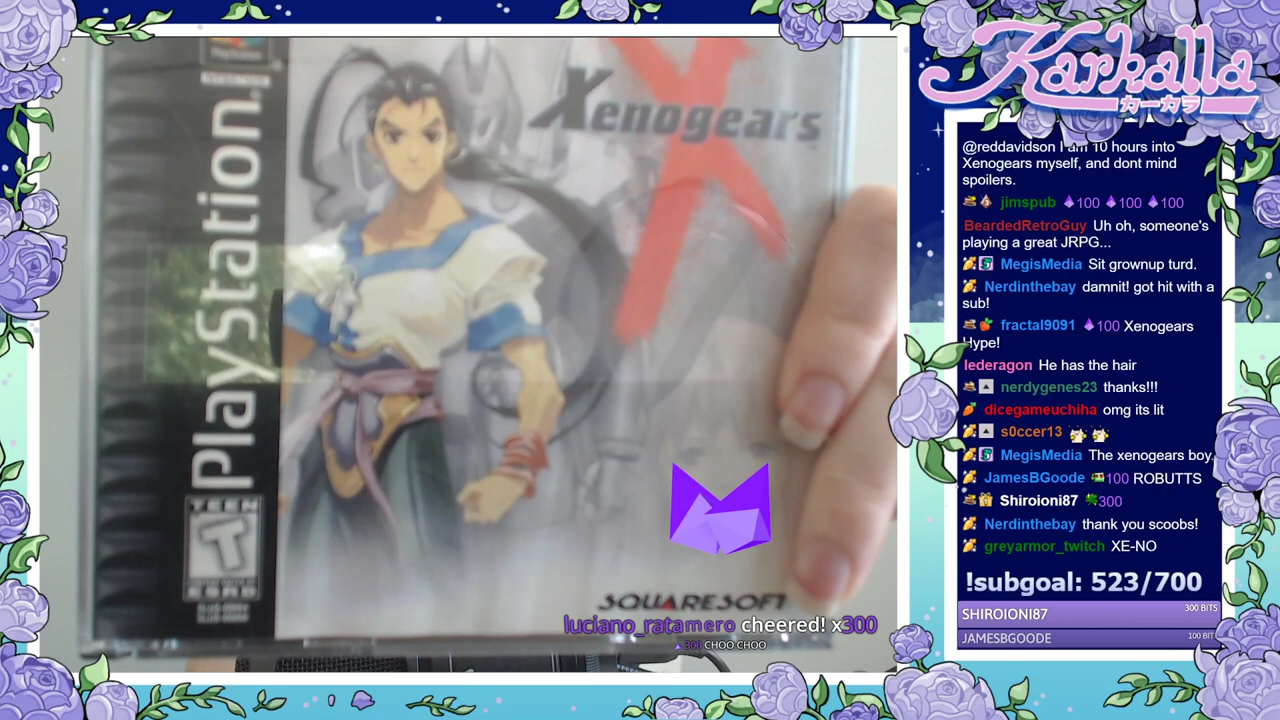 PlayStation
TEEN
T
ESRB
Xenogears
SQUARESOFT
luciano_ratamero cheered! x300
300 CHOO CHOO
Karkalla
カーカラ
@reddavidson I am 10 hours into
Xenogears myself, and dont mind
spoilers.
jimspub 100 100 100
BeardedRetroGuy Uh oh, someone's
playing a great JRPG...
MegisMedia Sit grownup turd.
Nerdinthebay damnit! got hit with a
sub!
fractal9091 100 Xenogears
Hype!
lederagon He has the hair
nerdygenes23 thanks!!!
dicegameuchiha omg its lit
s0ccer13
MegisMedia The xenogears boy.
JamesBGoode 100 ROBUTTS
Shiroioni87 300
Nerdinthebay thank you scoobs!
greyarmor_twitch XE-NO
!subgoal: 523/700
SHIROIONI87 300 BITS
JAMESBGOODE 100 BIT